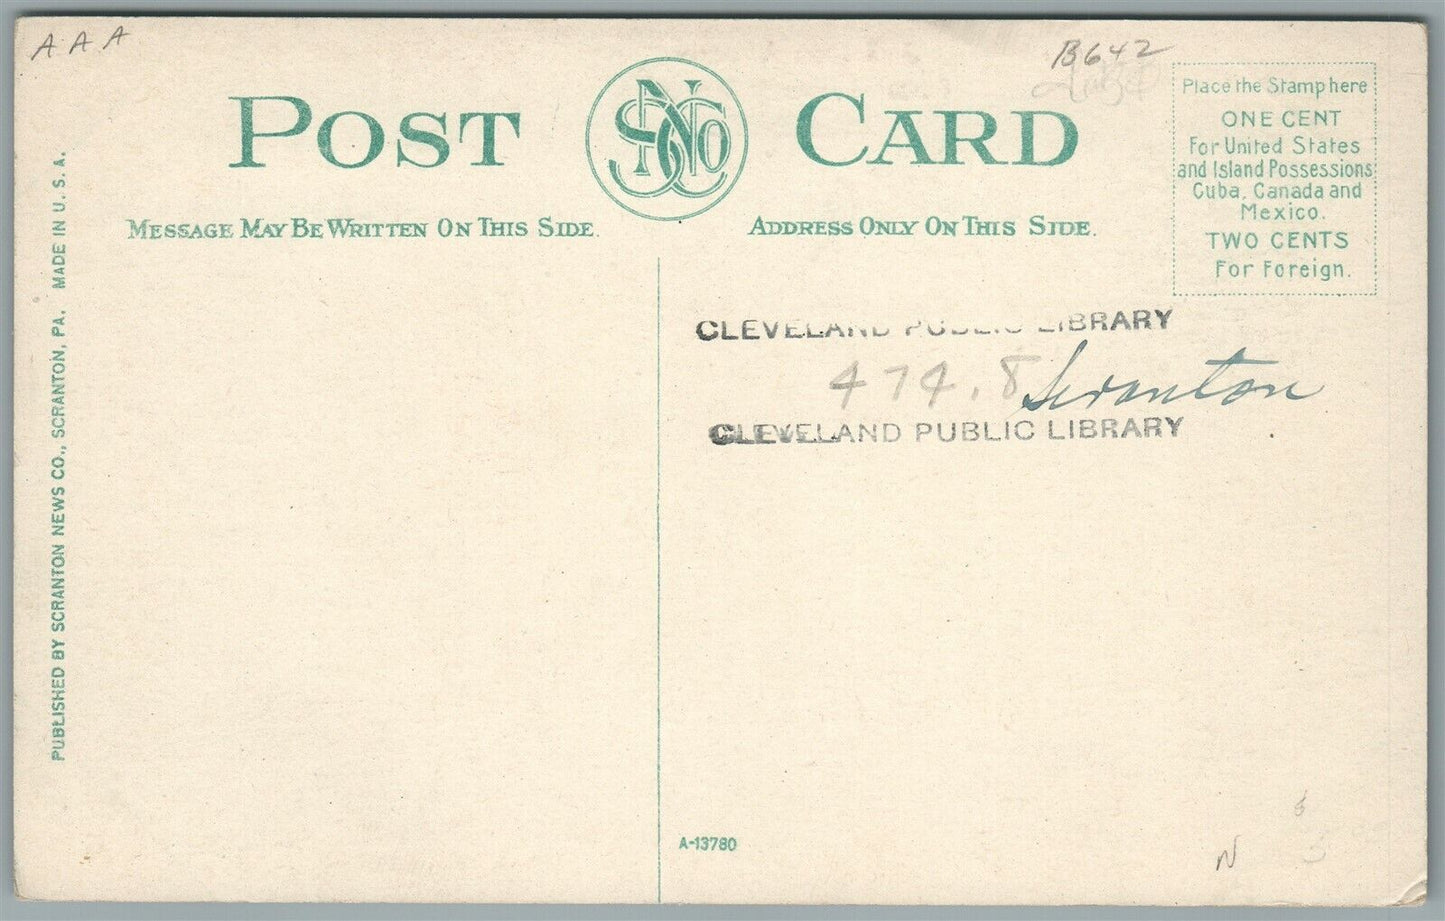 A A A
B642
POST CARD
SNCo
Place the Stamp here
ONE CENT
For United States
and Island Possessions
Cuba, Canada and
Mexico.
TWO CENTS
For Foreign.
MESSAGE MAY BE WRITTEN ON THIS SIDE.
ADDRESS ONLY ON THIS SIDE.
PUBLISHED BY SCRANTON NEWS CO., SCRANTON, PA. MADE IN U. S. A.
CLEVELAND PUBLIC LIBRARY
474.8 Scranton
CLEVELAND PUBLIC LIBRARY
A-13780
N